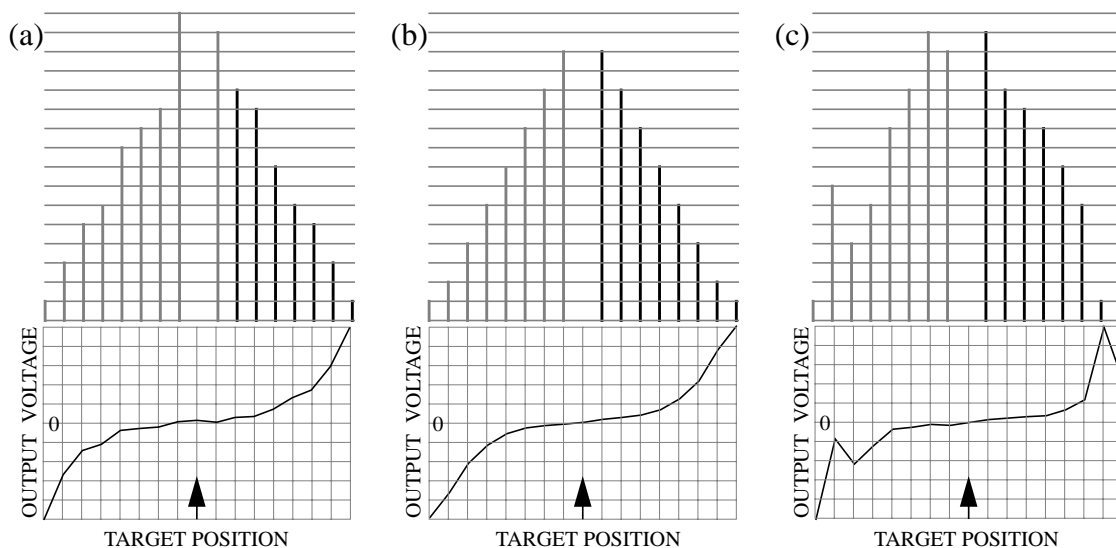 (a)
(b)
(c)
OUTPUT VOLTAGE
0
TARGET POSITION
OUTPUT VOLTAGE
0
TARGET POSITION
OUTPUT VOLTAGE
0
TARGET POSITION